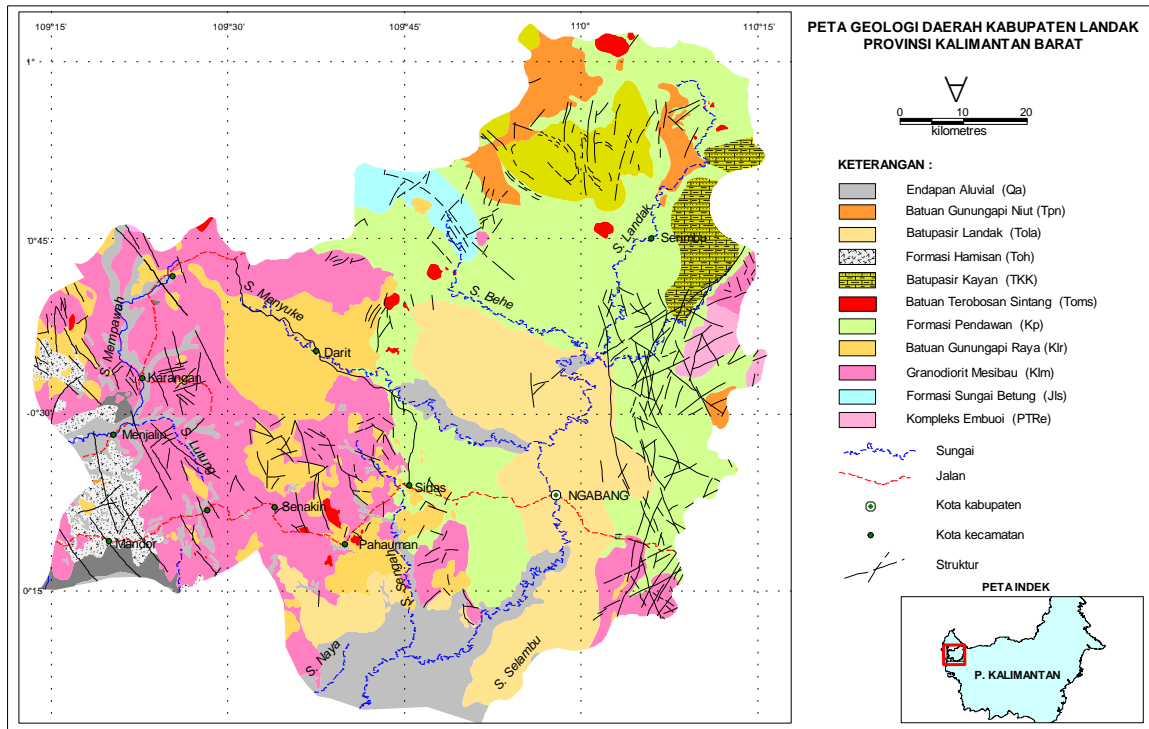 109°15'
109°30'
109°45'
110°
110°15'
1°
0°45'
-0°30'
0°15'
S. Landak
S. Behe
S. Menyuke
Darit
S. Mempawah
Karangan
Menjalin
S. Lutung
Sidas
NGABANG
Senakin
Pahauman
Mandor
S. Sengah
S. Naya
S. Selambu
PETA GEOLOGI DAERAH KABUPATEN LANDAK
PROVINSI KALIMANTAN BARAT
0 10 20
kilometres
KETERANGAN :
Endapan Aluvial (Qa)
Batuan Gunungapi Niut (Tpn)
Batupasir Landak (Tola)
Formasi Hamisan (Toh)
Batupasir Kayan (TKK)
Batuan Terobosan Sintang (Toms)
Formasi Pendawan (Kp)
Batuan Gunungapi Raya (Klr)
Granodiorit Mesibau (Klm)
Formasi Sungai Betung (Jls)
Kompleks Embuoi (PTRe)
Sungai
Jalan
Kota kabupaten
Kota kecamatan
Struktur
PETA INDEK
P. KALIMANTAN